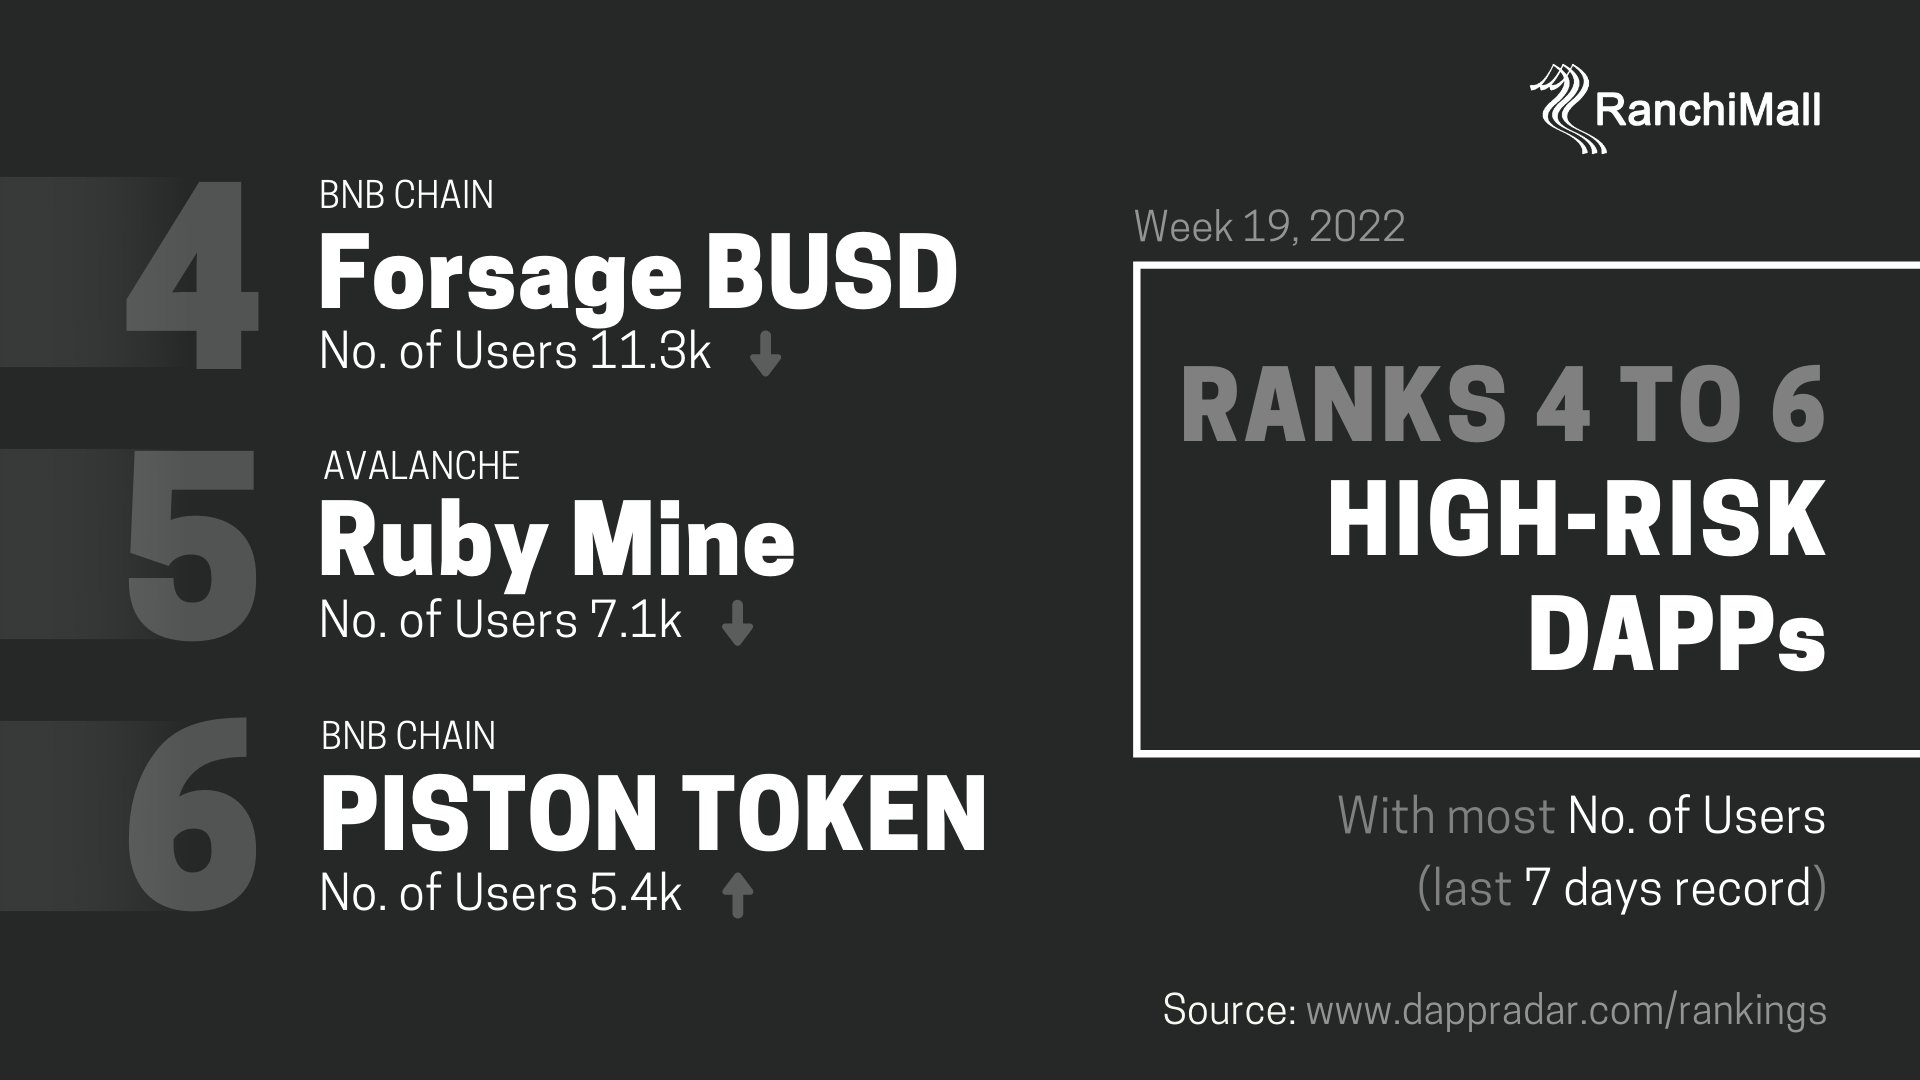 RanchiMall
4
BNB CHAIN
Forsage BUSD
No. of Users 11.3k
5
AVALANCHE
Ruby Mine
No. of Users 7.1k
6
BNB CHAIN
PISTON TOKEN
No. of Users 5.4k
Week 19, 2022
RANKS 4 TO 6
HIGH-RISK
DAPPs
With most No. of Users
(last 7 days record)
Source: www.dappradar.com/rankings